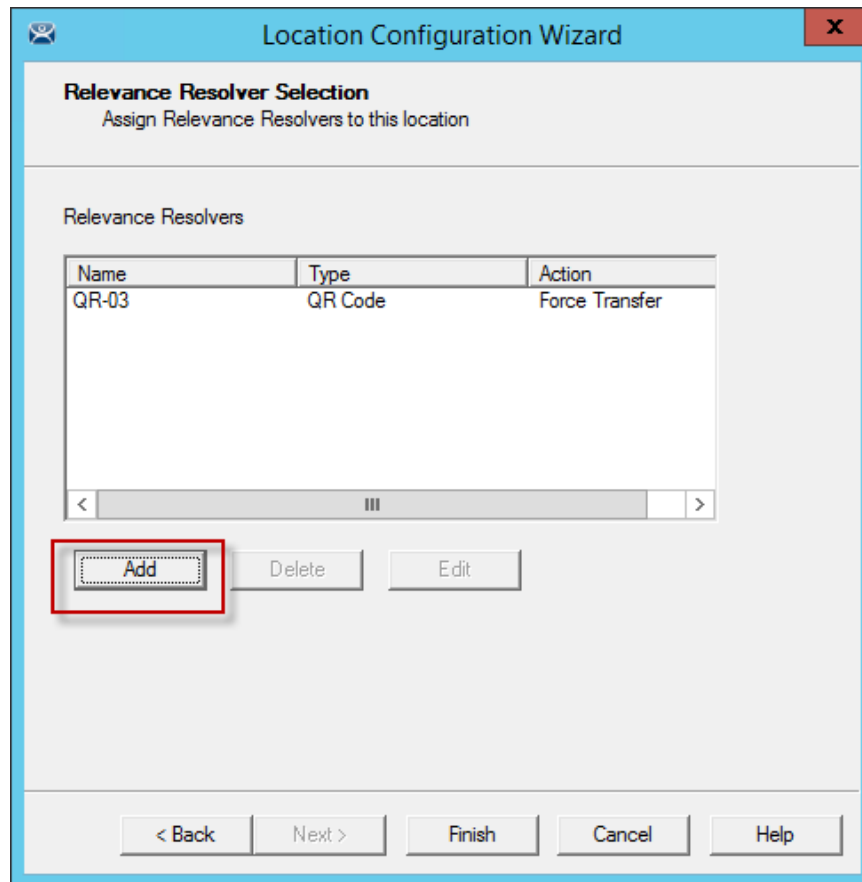 Location Configuration Wizard
x
Relevance Resolver Selection
Assign Relevance Resolvers to this location
Relevance Resolvers
Name Type Action
QR-03 QR Code Force Transfer
Add Delete Edit
< Back Next > Finish Cancel Help